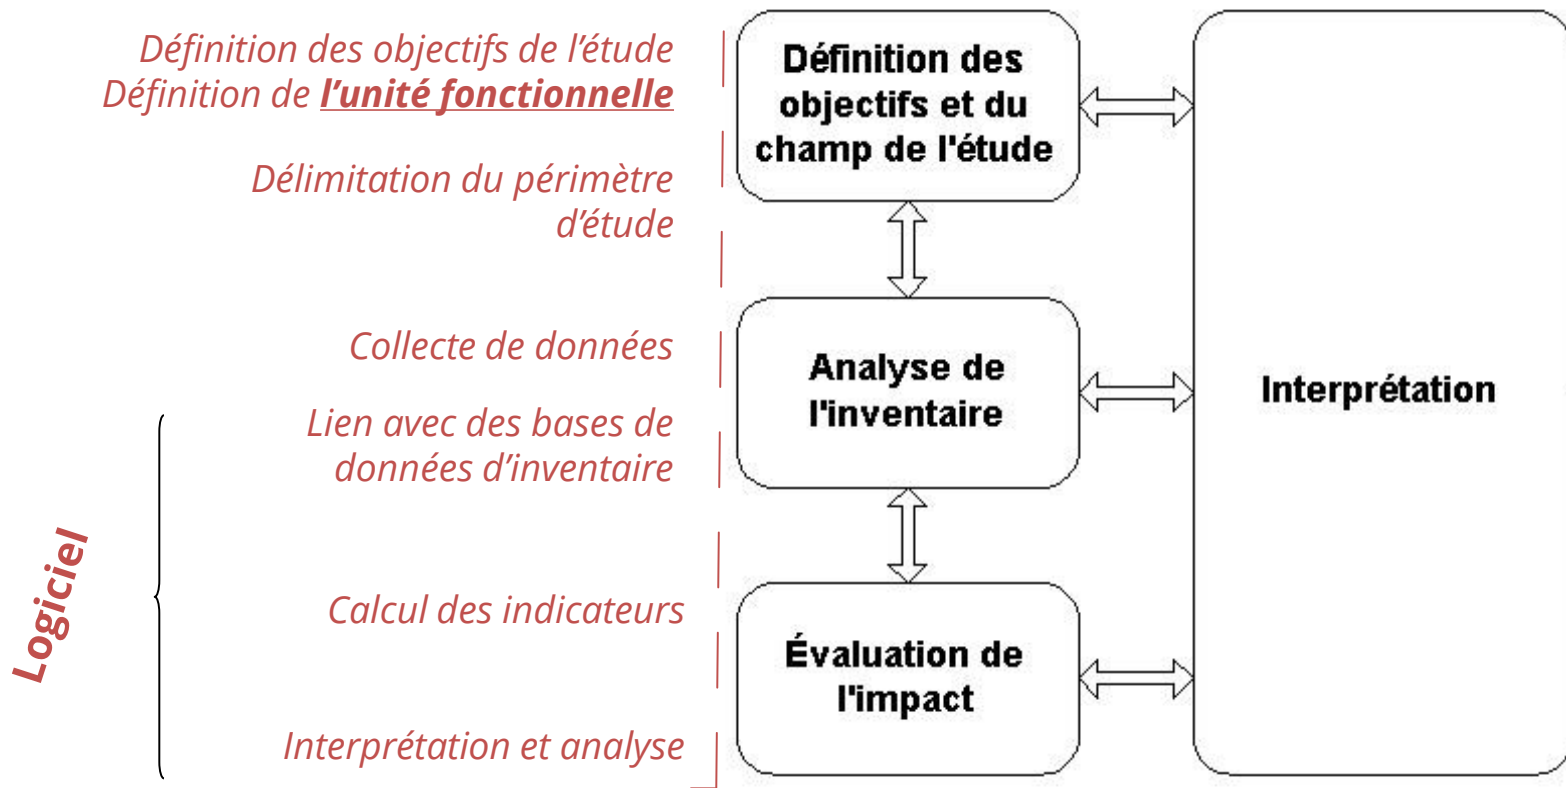 Définition des objectifs de l’étude
Définition de l’unité fonctionnelle
Délimitation du périmètre
d’étude
Collecte de données
Lien avec des bases de
données d’inventaire
Calcul des indicateurs
Interprétation et analyse
Logiciel
Définition des
objectifs et du
champ de l'étude
Analyse de
l'inventaire
Évaluation de
l'impact
Interprétation